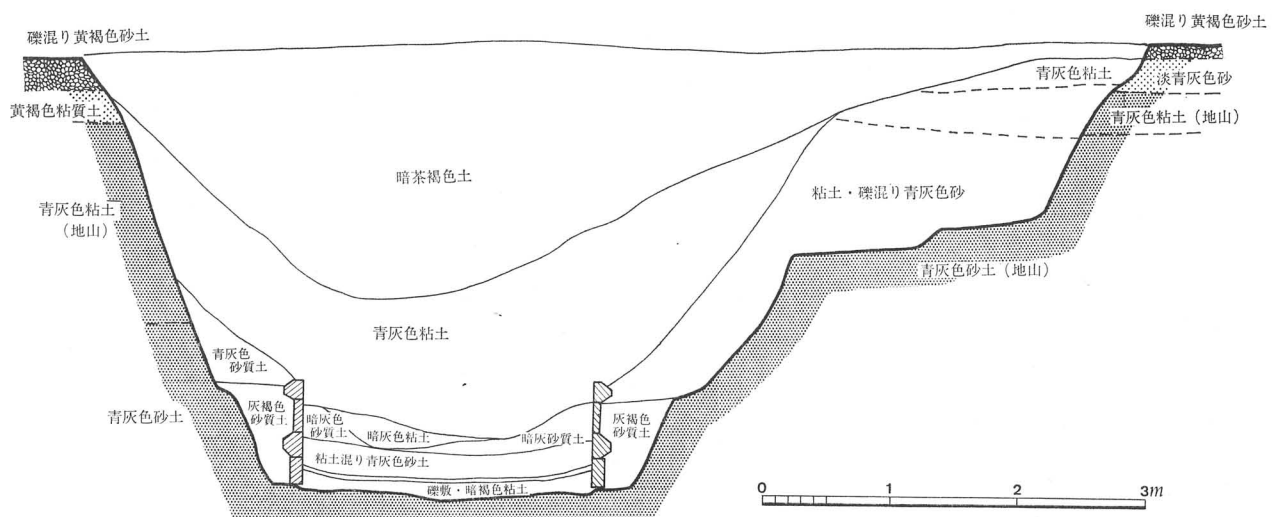 礫混り黄褐色砂土
礫混り黄褐色砂土
青灰色粘土
淡青灰色砂
黄褐色粘質土
青灰色粘土(地山)
暗茶褐色土
粘土・礫混り青灰色砂
青灰色粘土
(地山)
青灰色砂土(地山)
青灰色粘土
青灰色
砂質土
青灰色砂土
灰褐色
砂質土
暗灰色
砂質土
暗灰色粘土
暗灰砂質土
灰褐色
砂質土
粘土混り青灰色砂土
礫敷・暗褐色粘土
0 1 2 3m